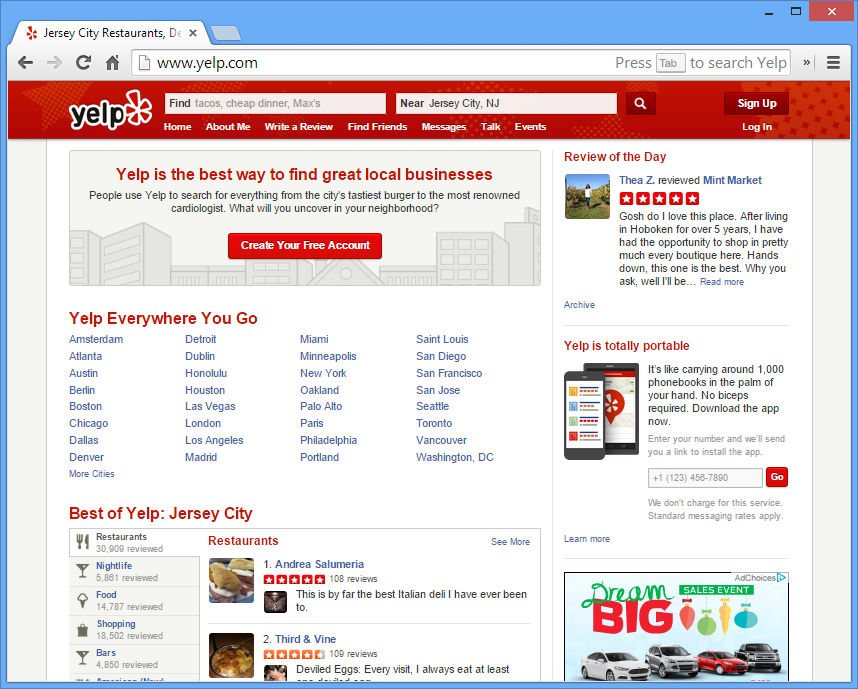 Jersey City Restaurants, De
www.yelp.com
Press Tab to search Yelp
»
yelp
Find tacos, cheap dinner, Max's
Near Jersey City, NJ
Sign Up
Home
About Me
Write a Review
Find Friends
Messages
Talk
Events
Log In
Yelp is the best way to find great local businesses
People use Yelp to search for everything from the city's tastiest burger to the most renowned
cardiologist. What will you uncover in your neighborhood?
Create Your Free Account
Yelp Everywhere You Go
Amsterdam
Detroit
Miami
Saint Louis
Atlanta
Dublin
Minneapolis
San Diego
Austin
Honolulu
New York
San Francisco
Berlin
Houston
Oakland
San Jose
Boston
Las Vegas
Palo Alto
Seattle
Chicago
London
Paris
Toronto
Dallas
Los Angeles
Philadelphia
Vancouver
Denver
Madrid
Portland
Washington, DC
More Cities
Best of Yelp: Jersey City
Restaurants
30,909 reviewed
Nightlife
5,861 reviewed
Food
14,787 reviewed
Shopping
18,502 reviewed
Bars
4,850 reviewed
American (New)
Restaurants
See More
1. Andrea Salumeria
108 reviews
This is by far the best Italian deli I have ever been
to.
2. Third & Vine
109 reviews
Deviled Eggs: Every visit, I always eat at least
one deviled egg
Review of the Day
Thea Z. reviewed Mint Market
Gosh do I love this place. After living
in Hoboken for over 5 years, I have
had the opportunity to shop in pretty
much every boutique here. Hands
down, this one is the best. Why you
ask, well I'll be… Read more
Archive
Yelp is totally portable
It's like carrying around 1,000
phonebooks in the palm of
your hand. No biceps
required. Download the app
now.
Enter your number and we'll send
you a link to install the app.
+1 (123) 456-7890
Go
We don't charge for this service.
Standard messaging rates apply.
Learn more
AdChoices
Dream
BIG
SALES EVENT